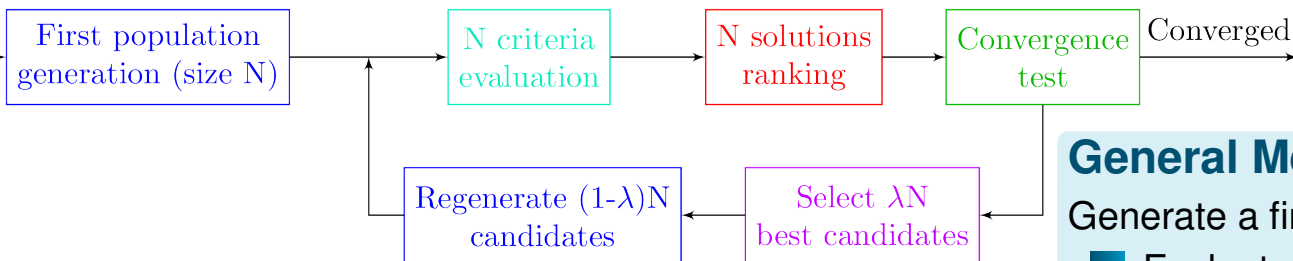 First population
generation (size N)
N criteria
evaluation
N solutions
ranking
Convergence
test
Converged
Regenerate (1-λ)N
candidates
Select λN
best candidates
General
Generate a